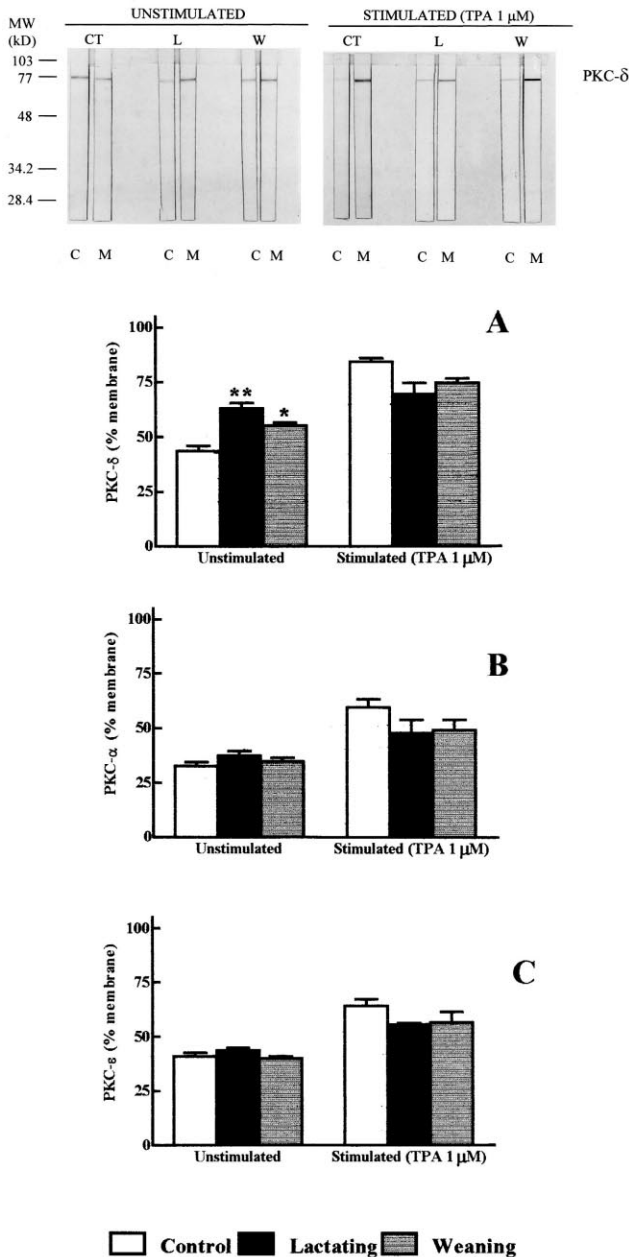 MW
(kD)
UNSTIMULATED
STIMULATED (TPA 1 μM)
CT L W
CT L W
103
77
48
34.2
28.4
PKC-δ
C M C M C M
C M C M C M
A
PKC-δ (% membrane)
100
75
50
25
0
**
*
Unstimulated
Stimulated (TPA 1 μM)
B
PKC-α (% membrane)
100
75
50
25
0
Unstimulated
Stimulated (TPA 1 μM)
C
PKC-ε (% membrane)
100
75
50
25
0
Unstimulated
Stimulated (TPA 1 μM)
Control Lactating Weaning